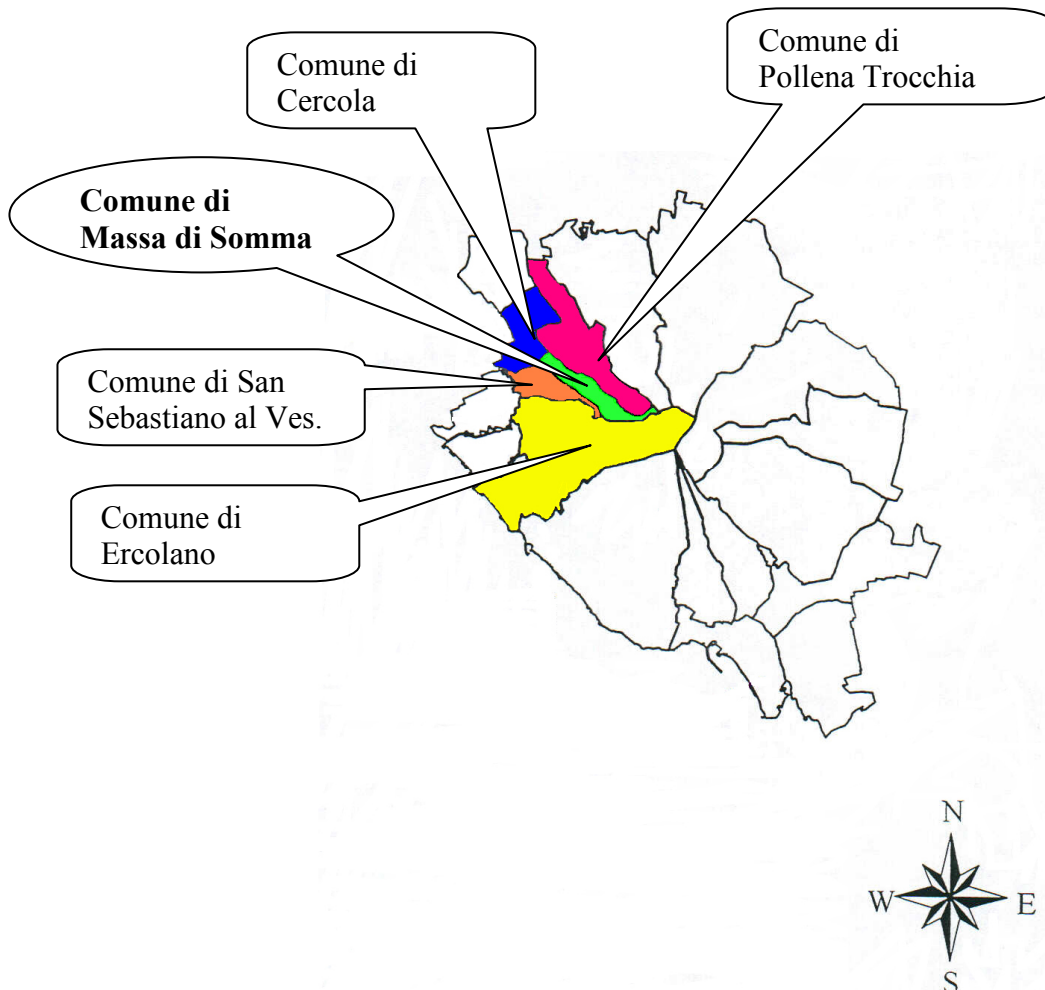 Comune di
Pollena Trocchia
Comune di
Cercola
Comune di
Massa di Somma
Comune di San
Sebastiano al Ves.
Comune di
Ercolano
N
W
E
S